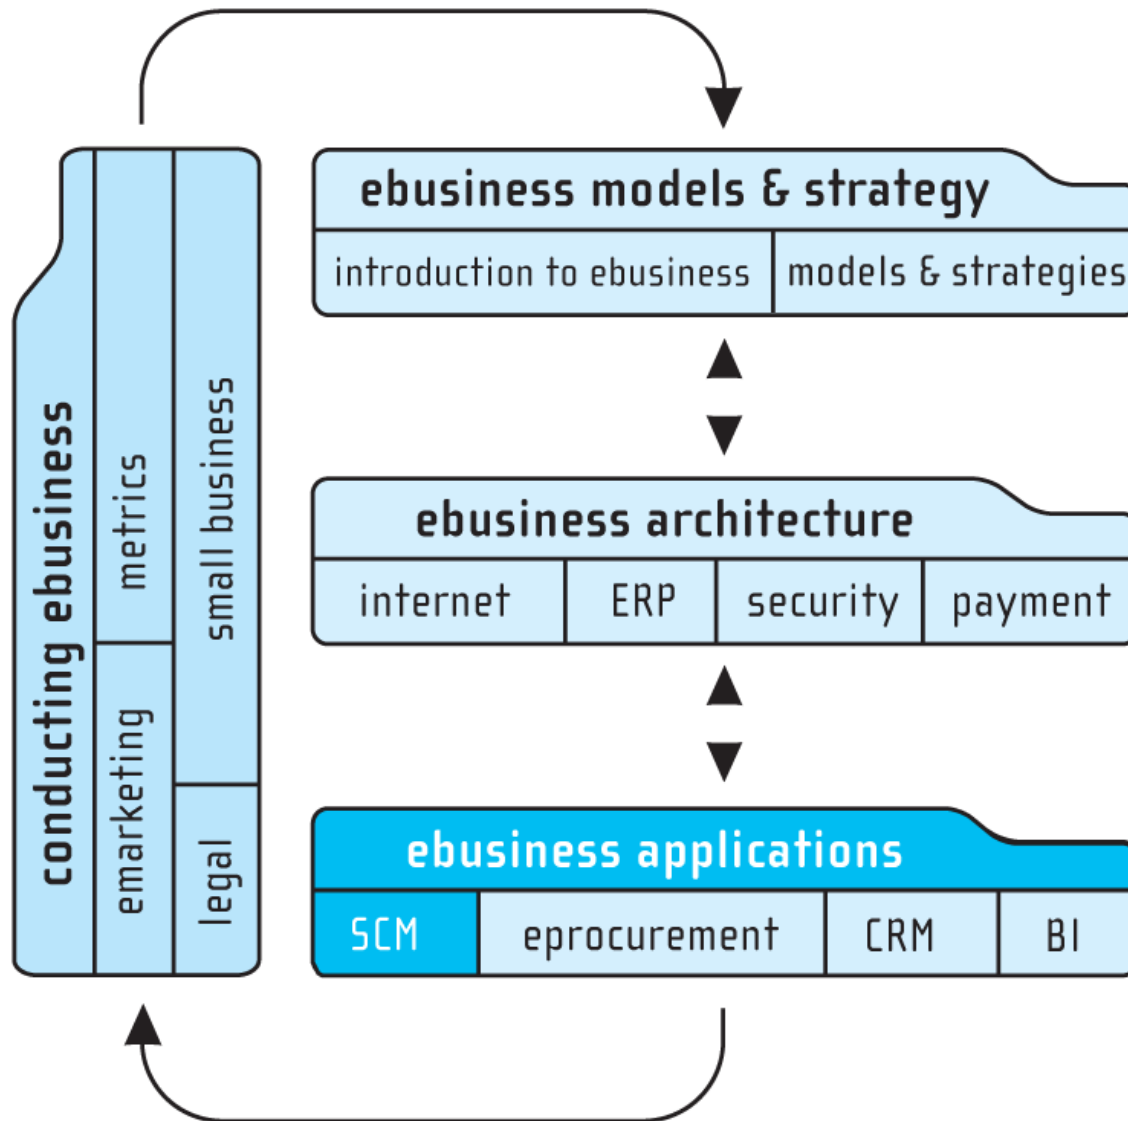 ebusiness models & strategy
introduction to ebusiness
models & strategies
conducting ebusiness
metrics
emarketing
small business
legal
ebusiness architecture
internet
ERP
security
payment
ebusiness applications
SCM
eprocurement
CRM
BI